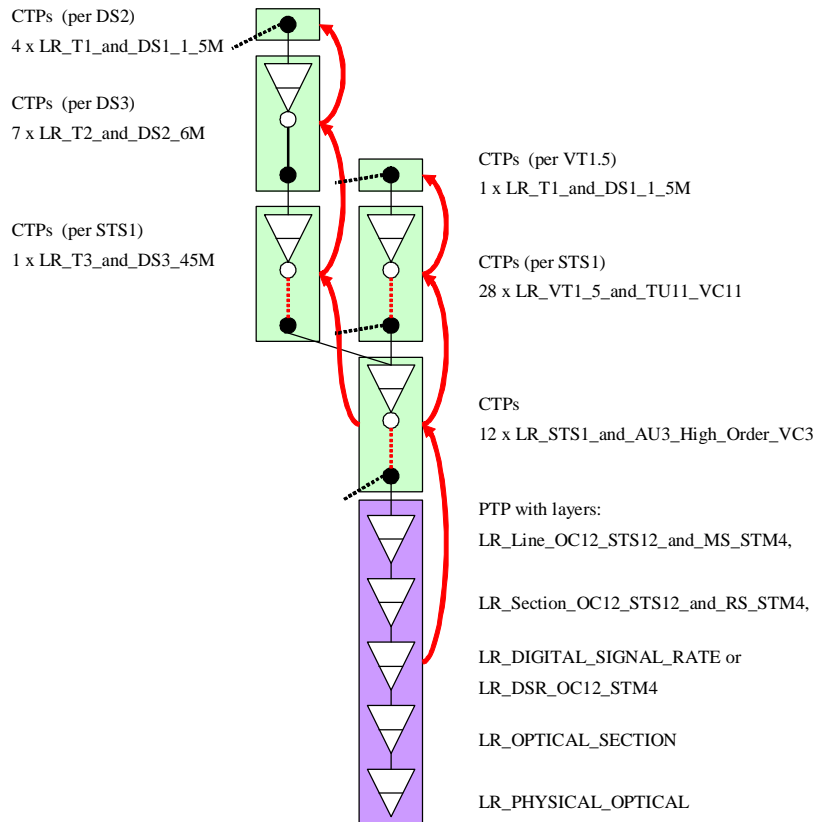 CTPs (per DS2)
4 x LR_T1_and_DS1_1_5M
CTPs (per DS3)
7 x LR_T2_and_DS2_6M
CTPs (per STS1)
1 x LR_T3_and_DS3_45M
CTPs (per VT1.5)
1 x LR_T1_and_DS1_1_5M
CTPs (per STS1)
28 x LR_VT1_5_and_TU11_VC11
CTPs
12 x LR_STS1_and_AU3_High_Order_VC3
PTP with layers:
LR_Line_OC12_STS12_and_MS_STM4,
LR_Section_OC12_STS12_and_RS_STM4,
LR_DIGITAL_SIGNAL_RATE or
LR_DSR_OC12_STM4
LR_OPTICAL_SECTION
LR_PHYSICAL_OPTICAL